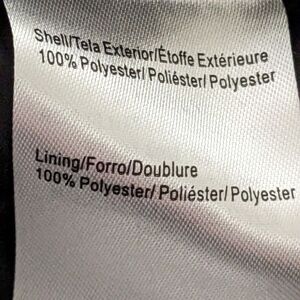 Shell/Tela Exterior/Étoffe Extérieure
100% Polyester/ Poliéster/ Polyester
Lining/Forro/Doublure
100% Polyester/ Poliéster/ Polyester